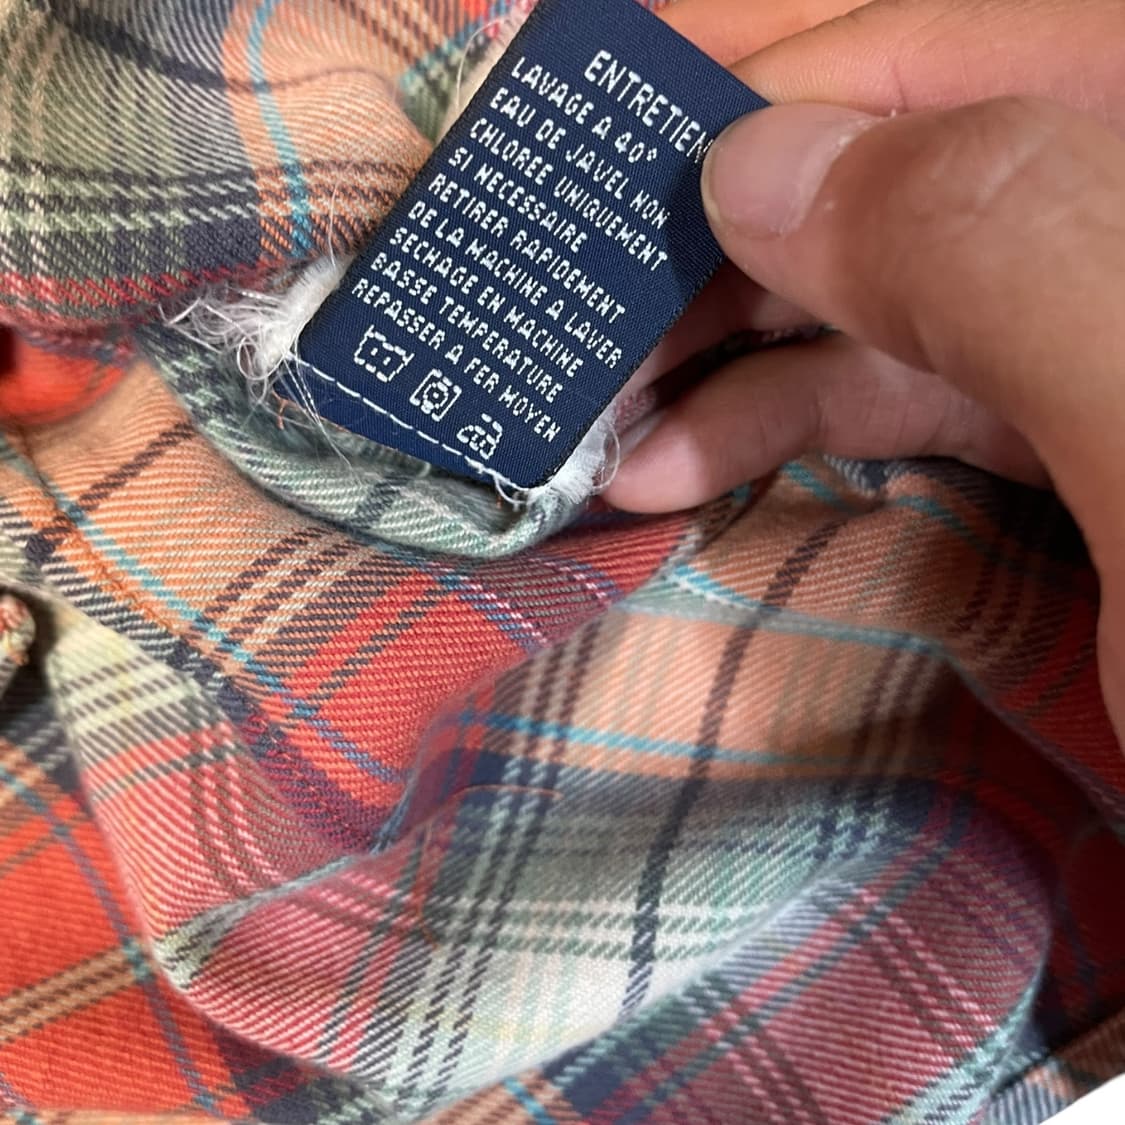 ENTRETIEN
LAVAGE A 40°
EAU DE JAVEL NON
CHLOREE UNIQUEMENT
SI NECESSAIRE
RETIRER RAPIDEMENT
DE LA MACHINE A LAVER
SECHAGE EN MACHINE
BASSE TEMPERATURE
REPASSER A FER MOYEN